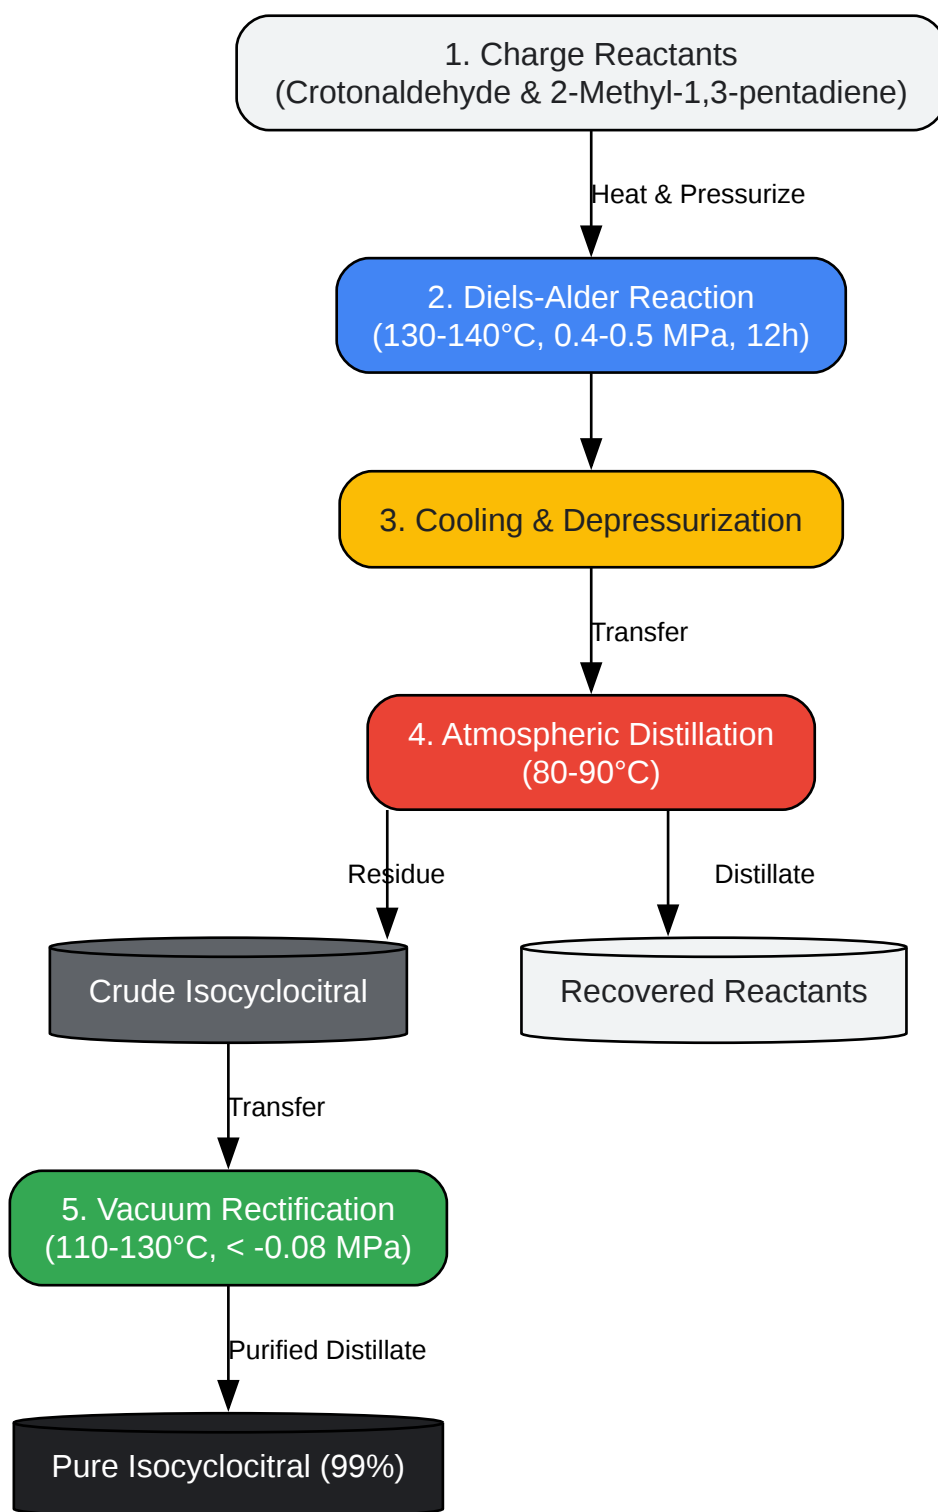 1. Charge Reactants
(Crotonaldehyde & 2-Methyl-1,3-pentadiene)
Heat & Pressurize
2. Diels-Alder Reaction
(130-140°C, 0.4-0.5 MPa, 12h)
3. Cooling & Depressurization
Transfer
4. Atmospheric Distillation
(80-90°C)
Residue
Distillate
Crude Isocyclocitral
Recovered Reactants
Transfer
5. Vacuum Rectification
(110-130°C, < -0.08 MPa)
Purified Distillate
Pure Isocyclocitral (99%)